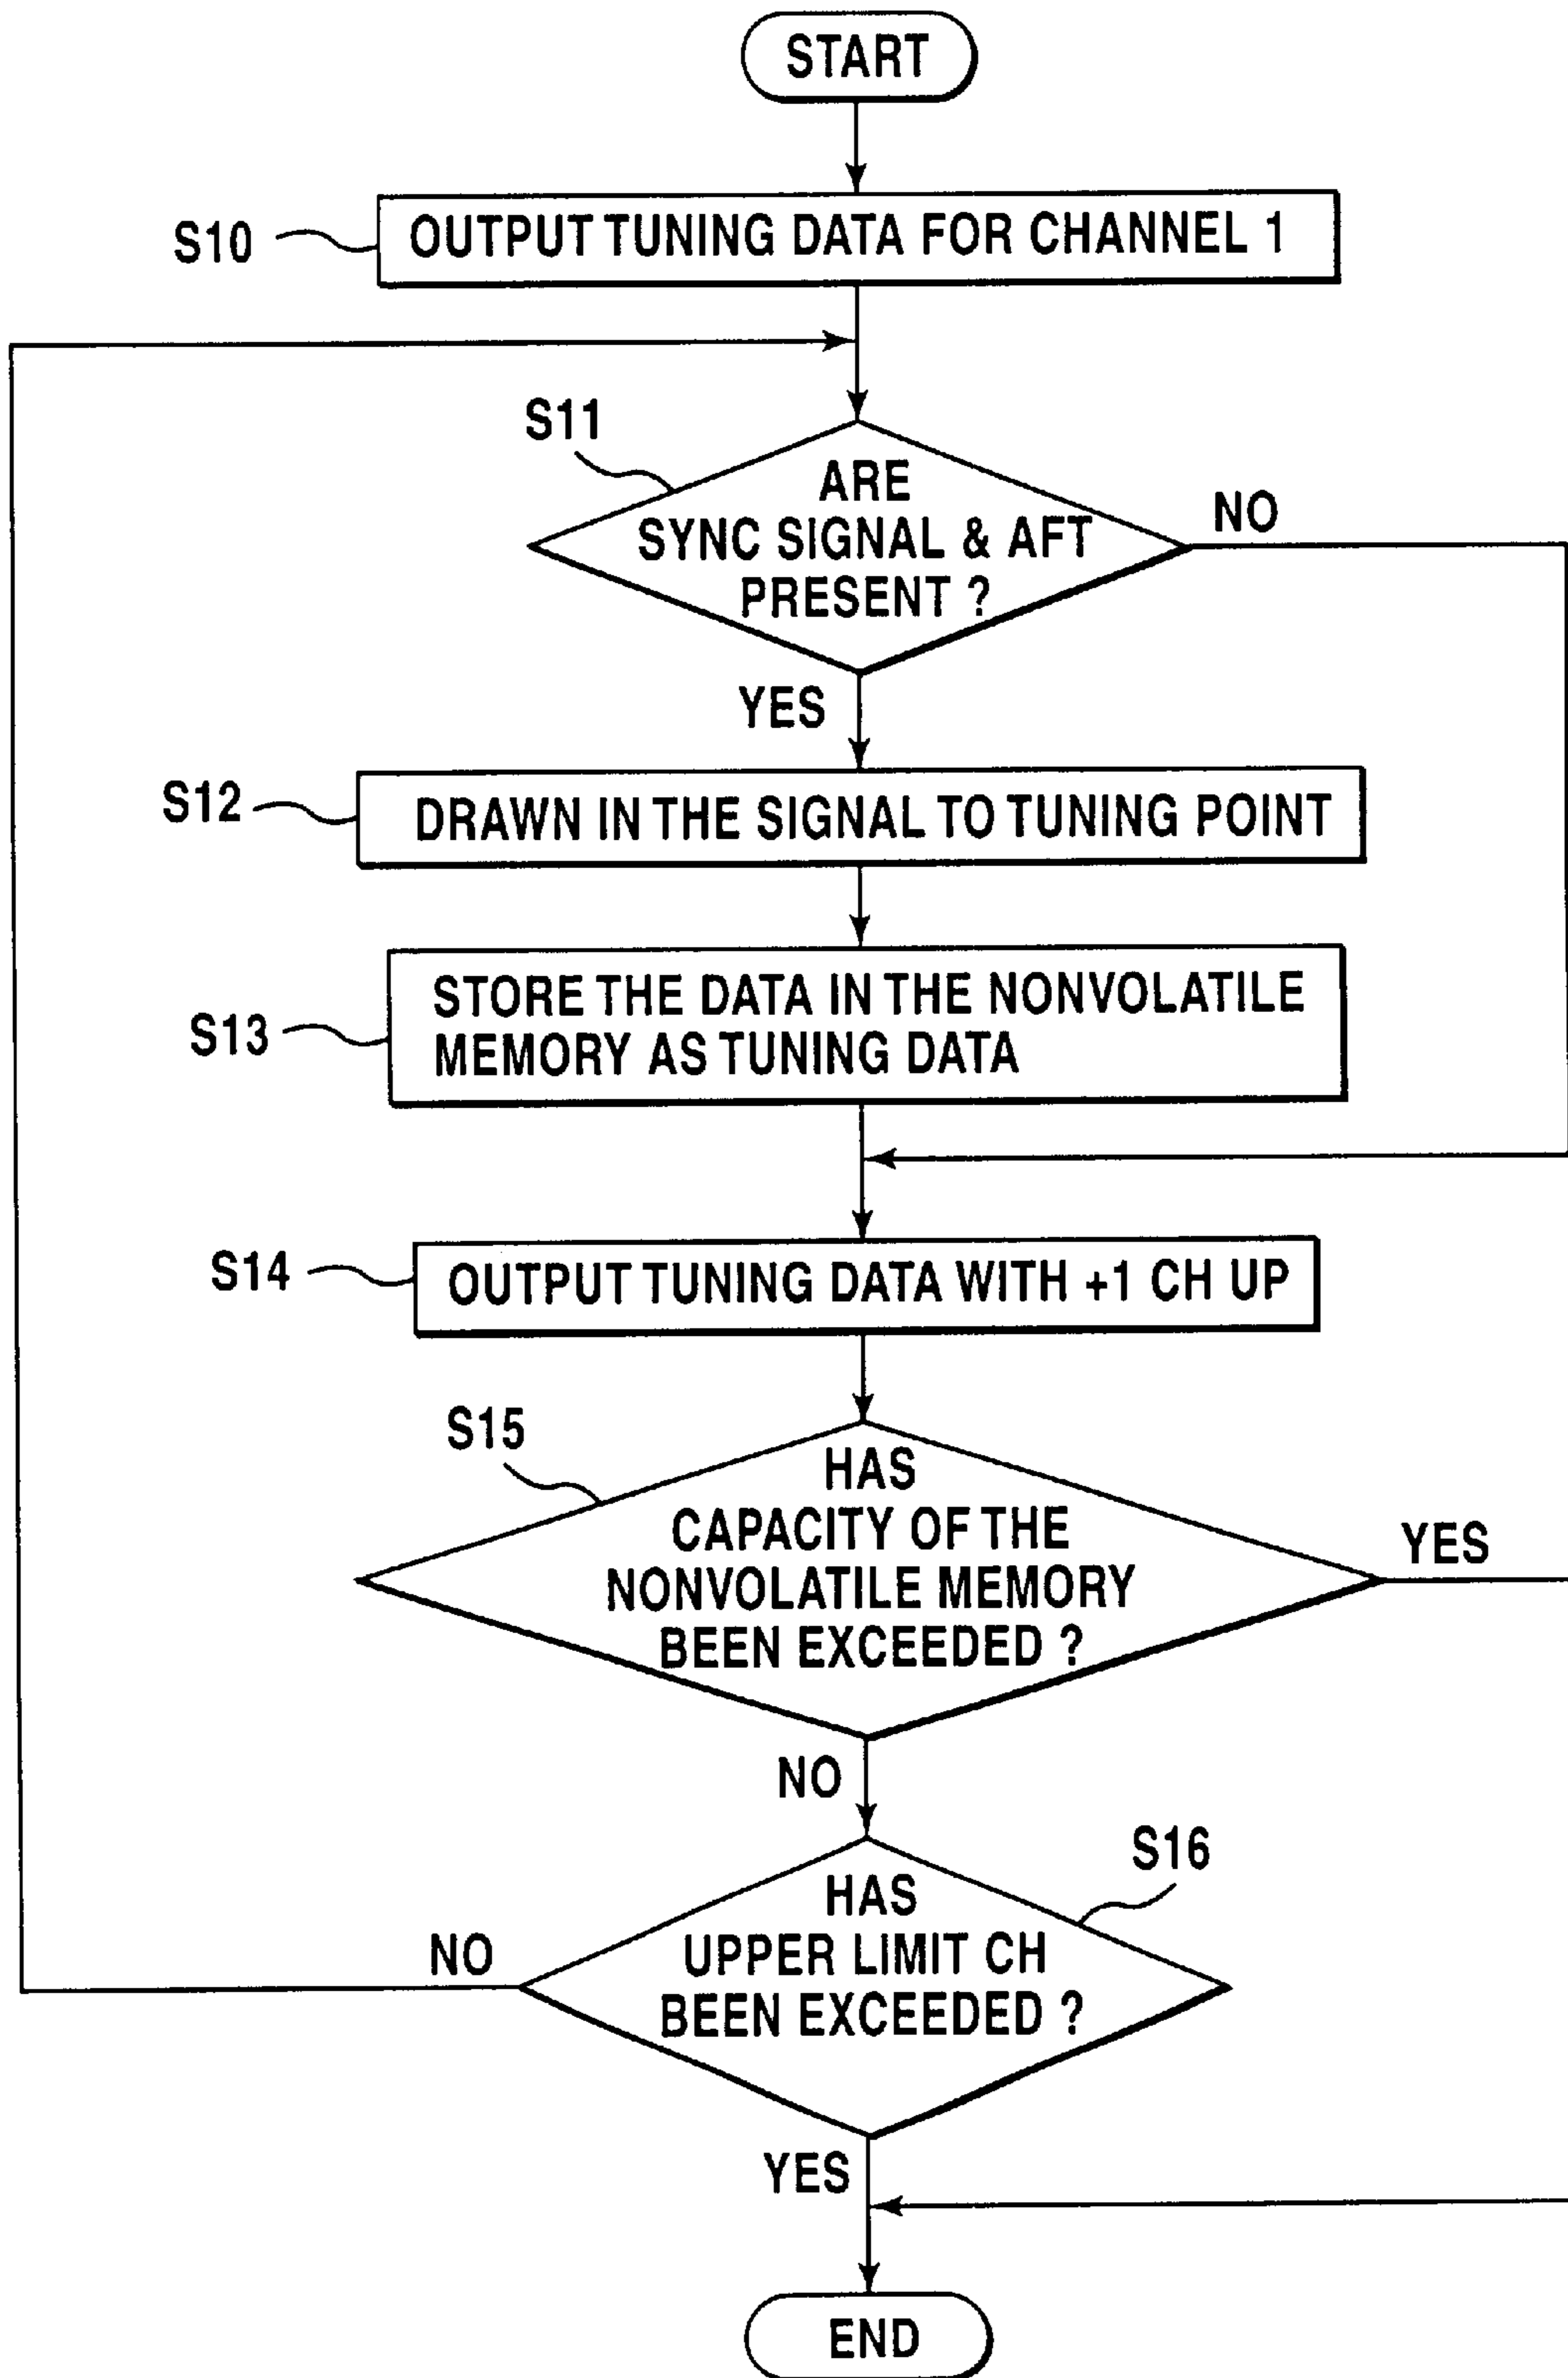 START
S10
OUTPUT TUNING DATA FOR CHANNEL 1
S11
ARE
SYNC SIGNAL & AFT
PRESENT ?
NO
YES
S12
DRAWN IN THE SIGNAL TO TUNING POINT
S13
STORE THE DATA IN THE NONVOLATILE
MEMORY AS TUNING DATA
S14
OUTPUT TUNING DATA WITH +1 CH UP
S15
HAS
CAPACITY OF THE
NONVOLATILE MEMORY
BEEN EXCEEDED ?
YES
NO
S16
HAS
UPPER LIMIT CH
BEEN EXCEEDED ?
NO
YES
END